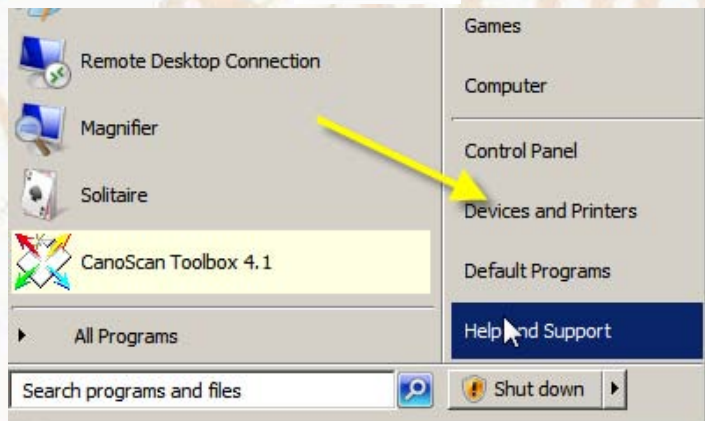 Remote Desktop Connection
Magnifier
Solitaire
CanoScan Toolbox 4.1
All Programs
Search programs and files
Games
Computer
Control Panel
Devices and Printers
Default Programs
Help and Support
Shut down